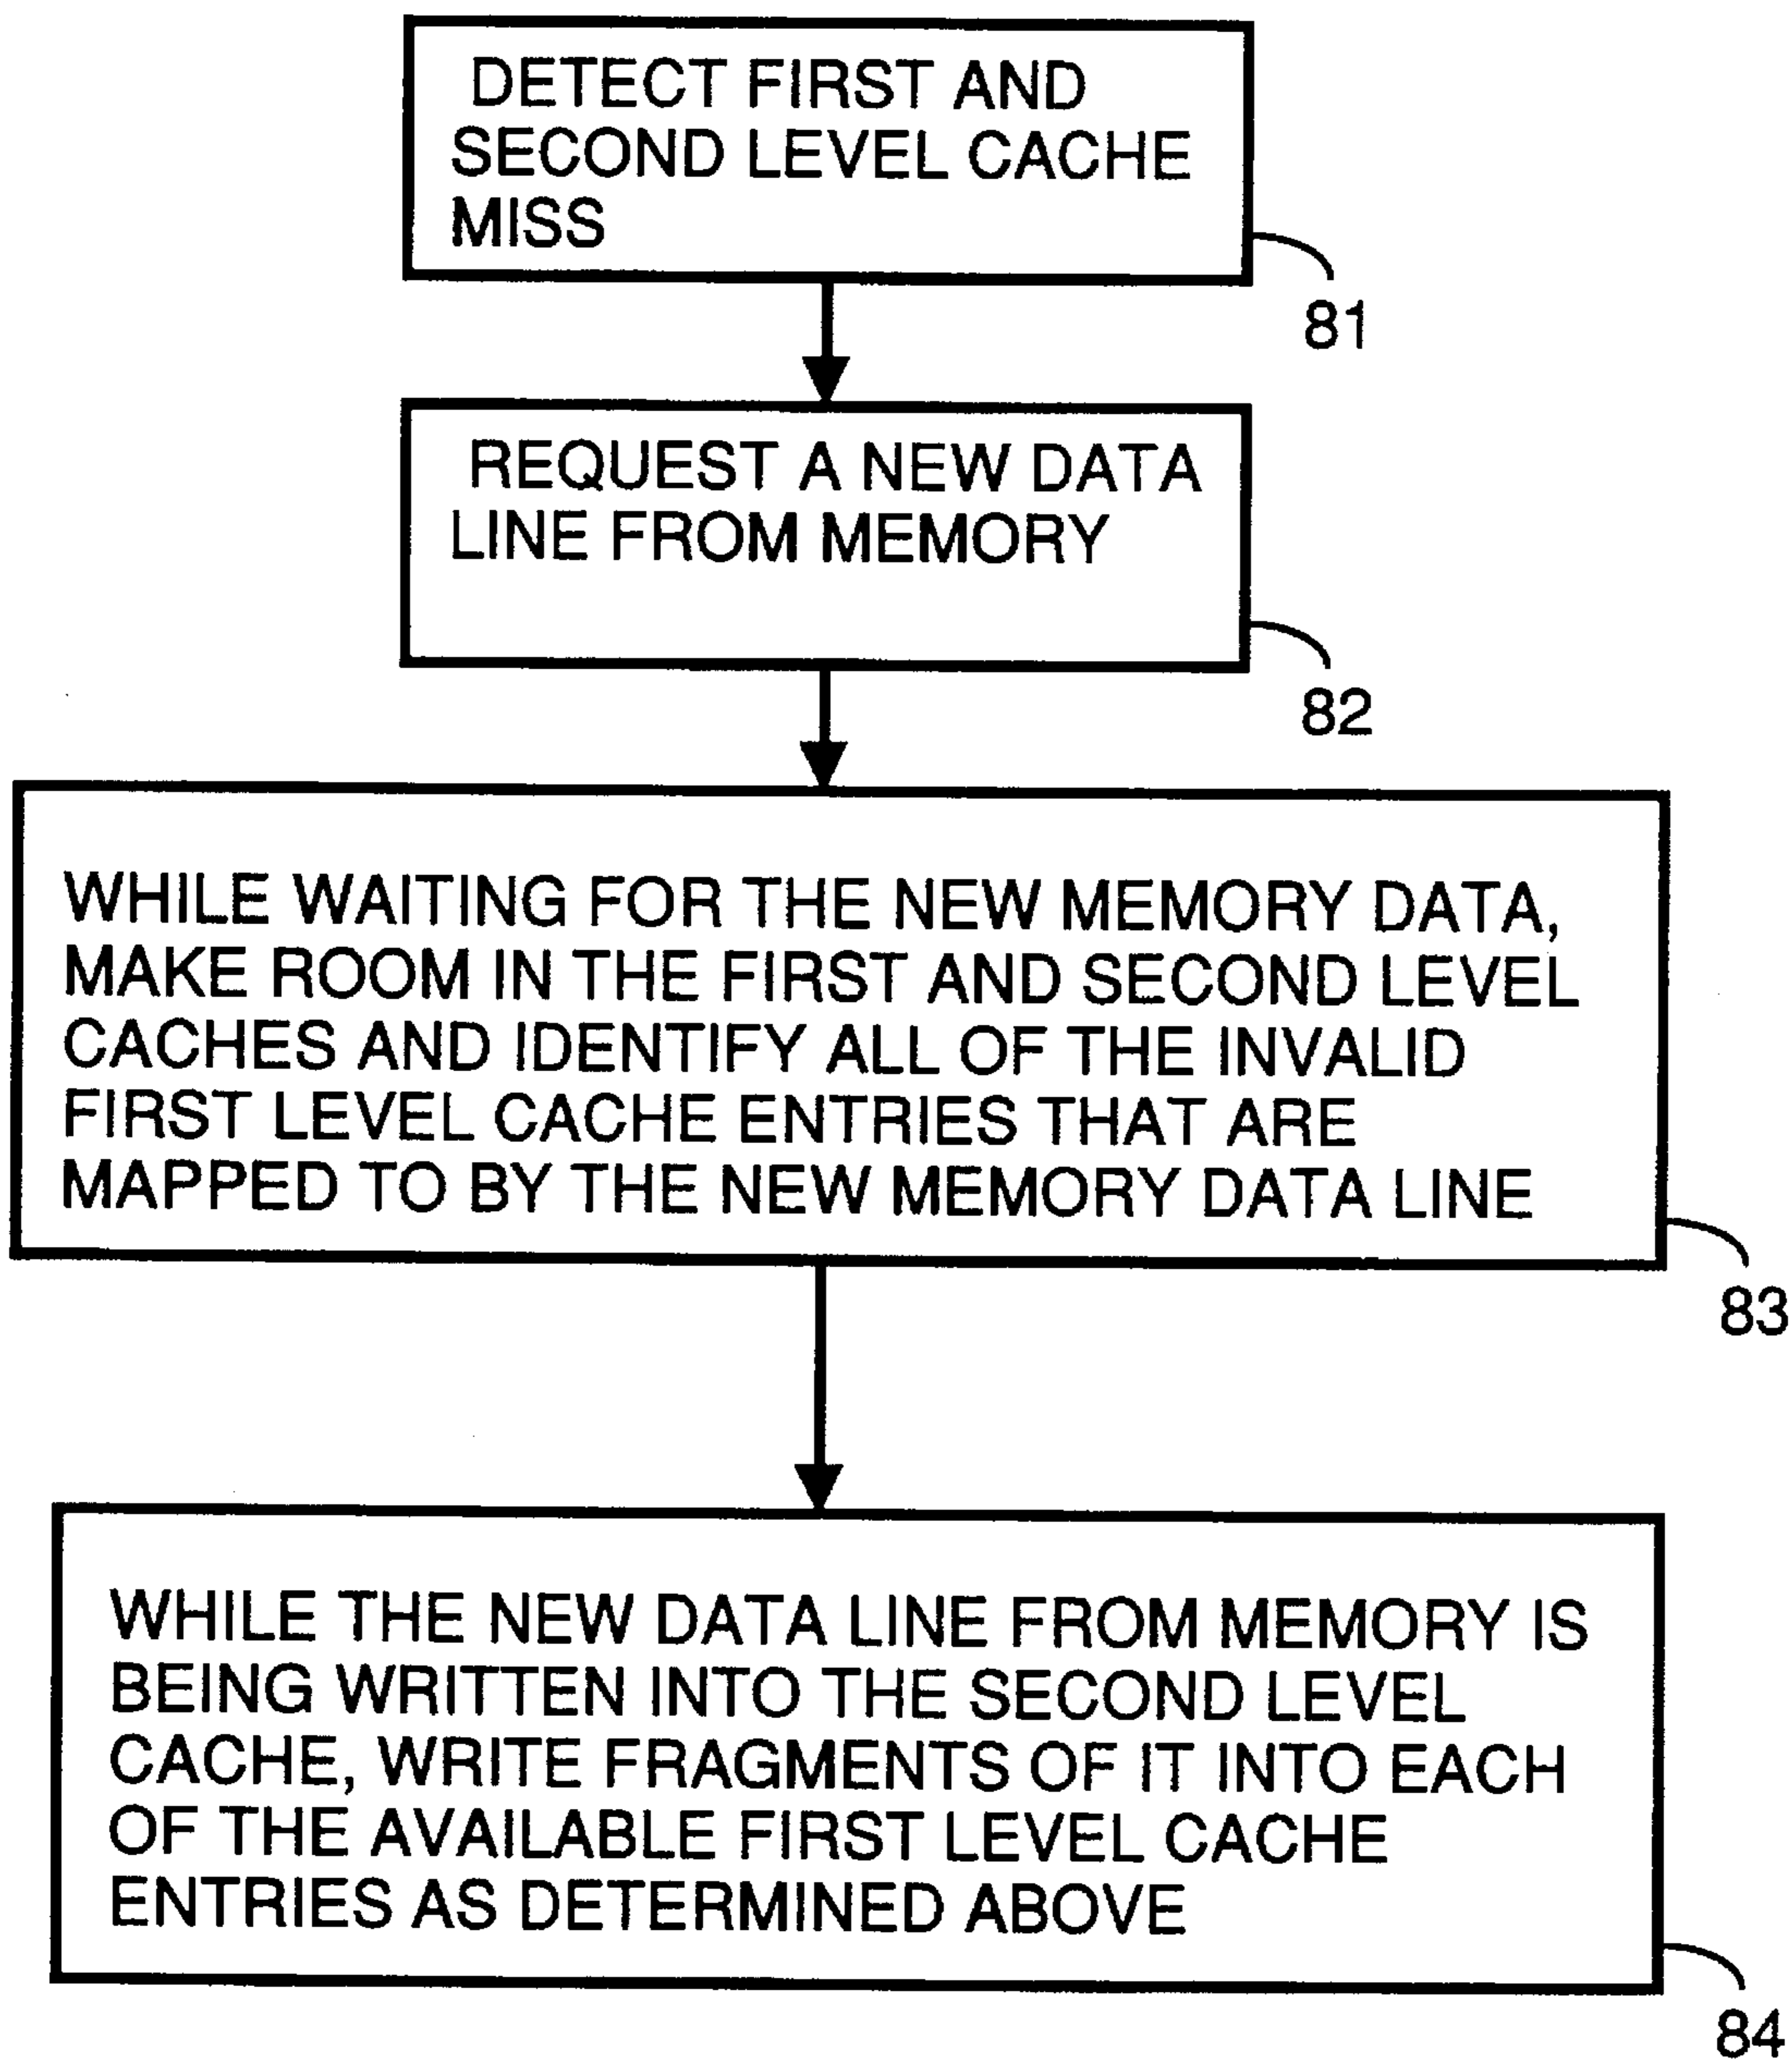 DETECT FIRST AND
SECOND LEVEL CACHE
MISS
81
REQUEST A NEW DATA
LINE FROM MEMORY
82
WHILE WAITING FOR THE NEW MEMORY DATA,
MAKE ROOM IN THE FIRST AND SECOND LEVEL
CACHES AND IDENTIFY ALL OF THE INVALID
FIRST LEVEL CACHE ENTRIES THAT ARE
MAPPED TO BY THE NEW MEMORY DATA LINE
83
WHILE THE NEW DATA LINE FROM MEMORY IS
BEING WRITTEN INTO THE SECOND LEVEL
CACHE, WRITE FRAGMENTS OF IT INTO EACH
OF THE AVAILABLE FIRST LEVEL CACHE
ENTRIES AS DETERMINED ABOVE
84